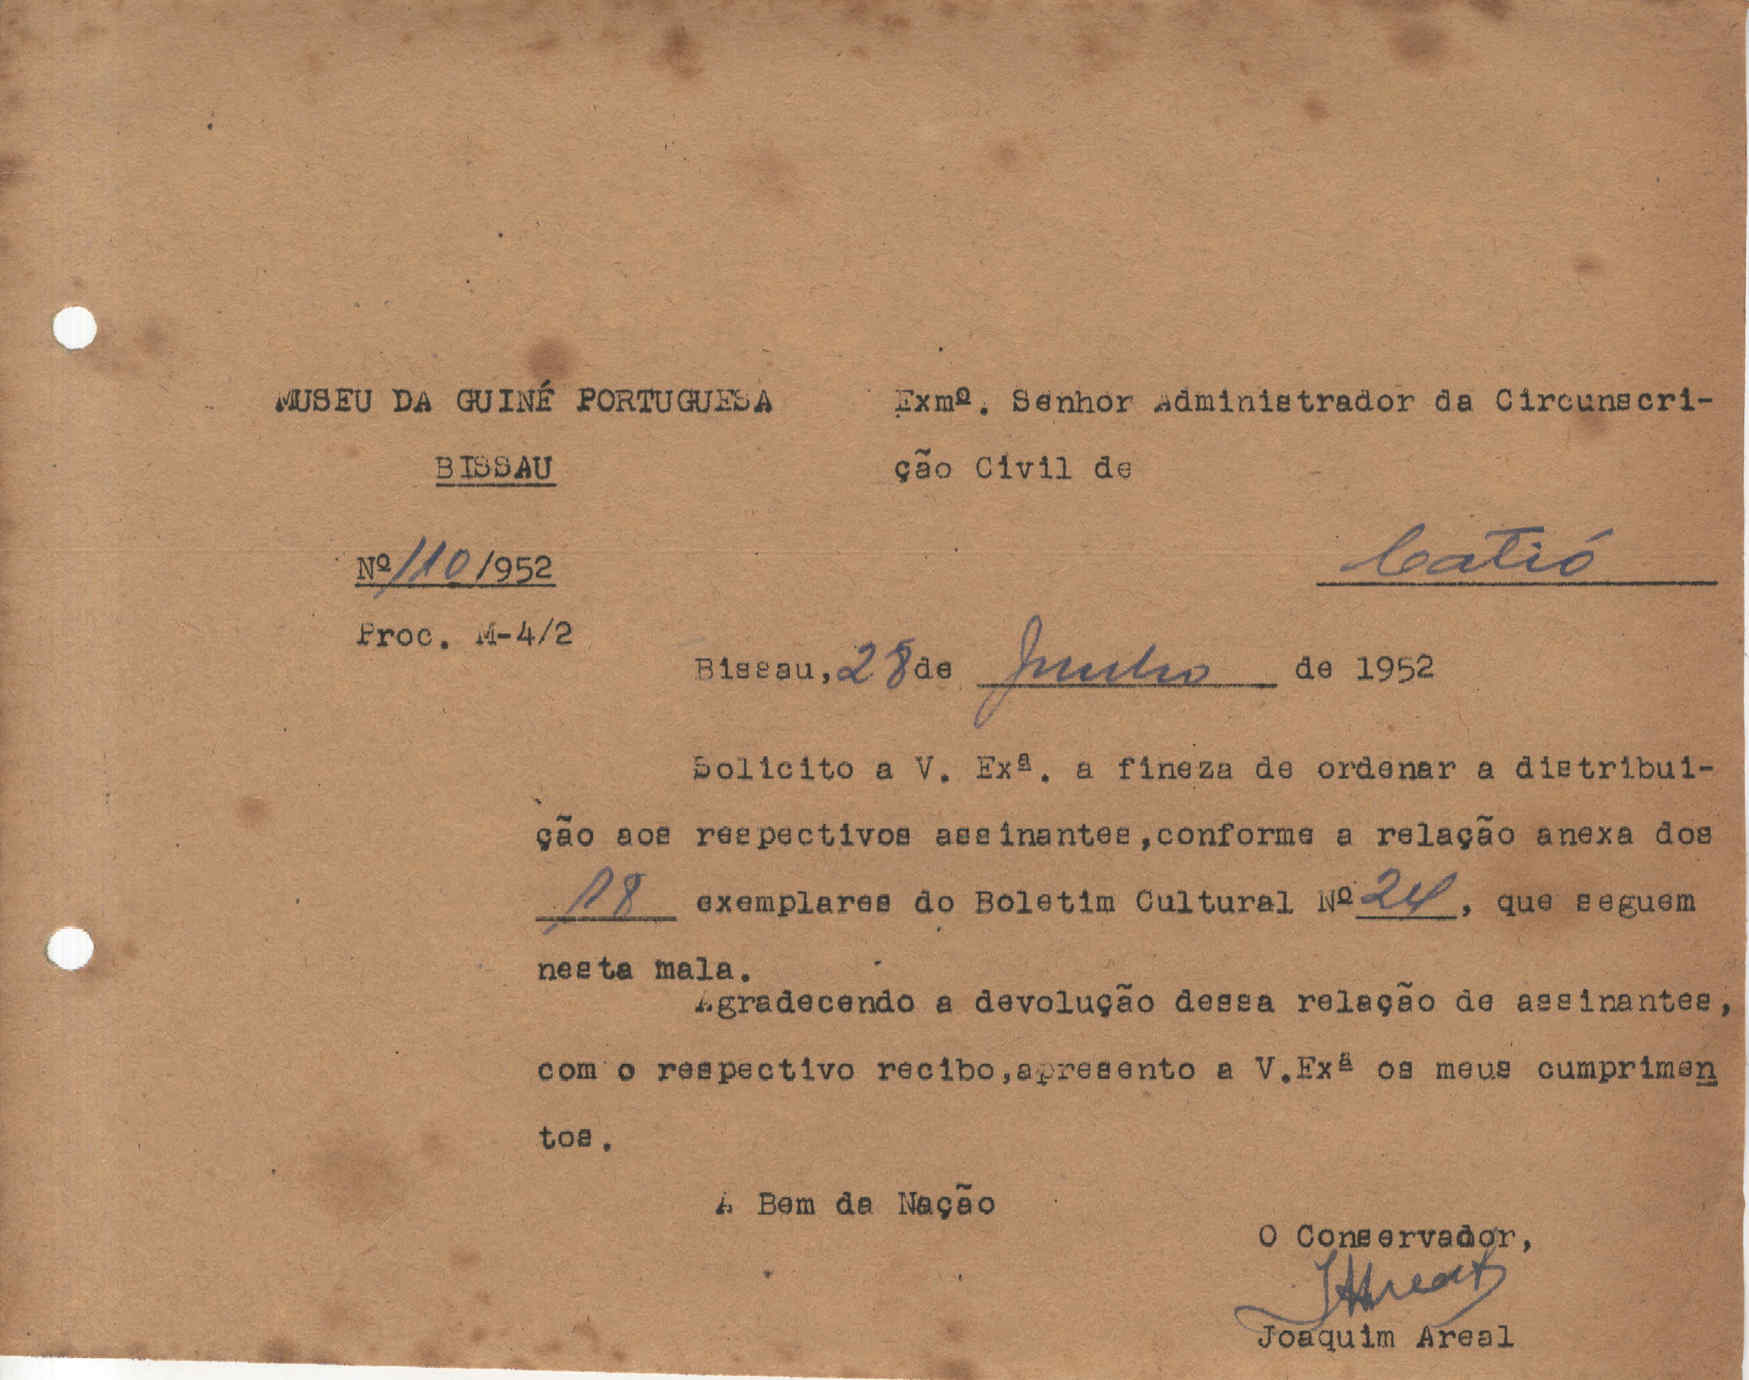 MUSEU DA GUINÉ PORTUGUESA
BISSAU
Nº 110/952
Proc. M-4/2
Exmº. Senhor Administrador da Circunscri-
ção Civil de
Catió
Bissau, 28 de Junho de 1952
Solicito a V. Exª. a fineza de ordenar a distribui-
ção aos respectivos assinantes,conforme a relação anexa dos
18 exemplares do Boletim Cultural Nº 24, que seguem
nesta mala.
Agradecendo a devolução dessa relação de assinantes,
com o respectivo recibo,apresento a V.Exª os meus cumprimen
tos.
A Bem da Nação
O Conservador,
JAreal
Joaquim Areal